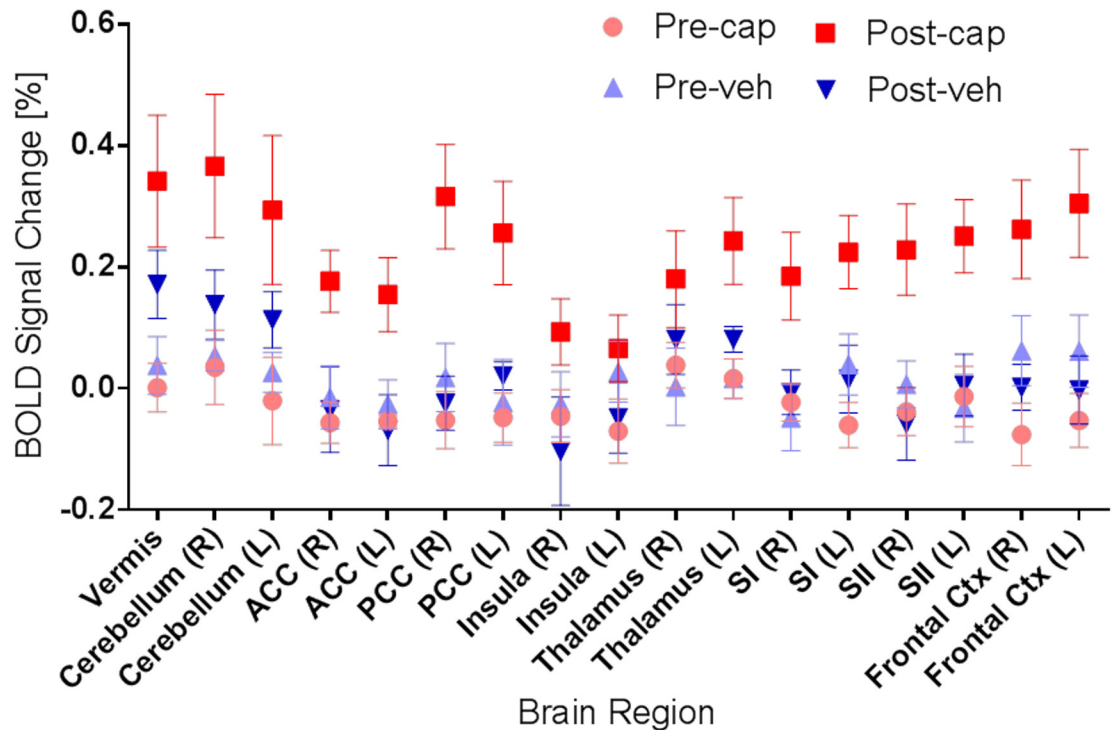 Pre-cap Post-cap
Pre-veh Post-veh
BOLD Signal Change [%]
0.6
0.4
0.2
0.0
-0.2
Vermis
Cerebellum (R)
Cerebellum (L)
ACC (R)
ACC (L)
PCC (R)
PCC (L)
Insula (R)
Insula (L)
Thalamus (R)
Thalamus (L)
SI (R)
SI (L)
SII (R)
SII (L)
Frontal Ctx (R)
Frontal Ctx (L)
Brain Region